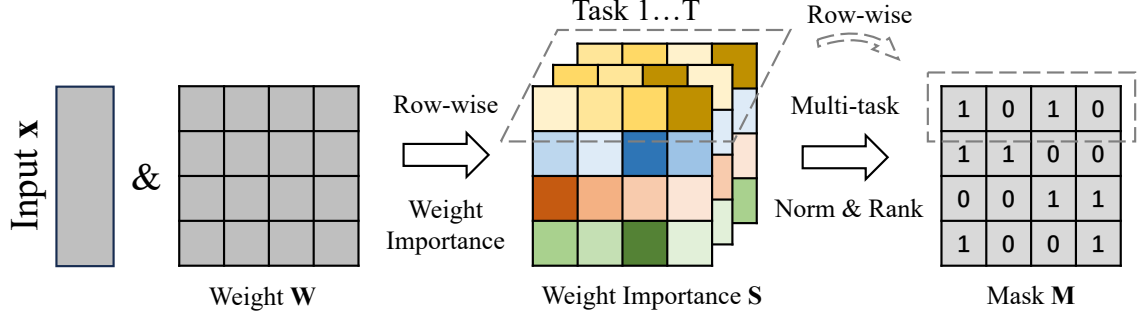 Task 1…T
Row-wise
Input x
&
Row-wise
Weight
Importance
Multi-task
Norm & Rank
1 0 1 0
1 1 0 0
0 0 1 1
1 0 0 1
Weight W
Weight Importance S
Mask M